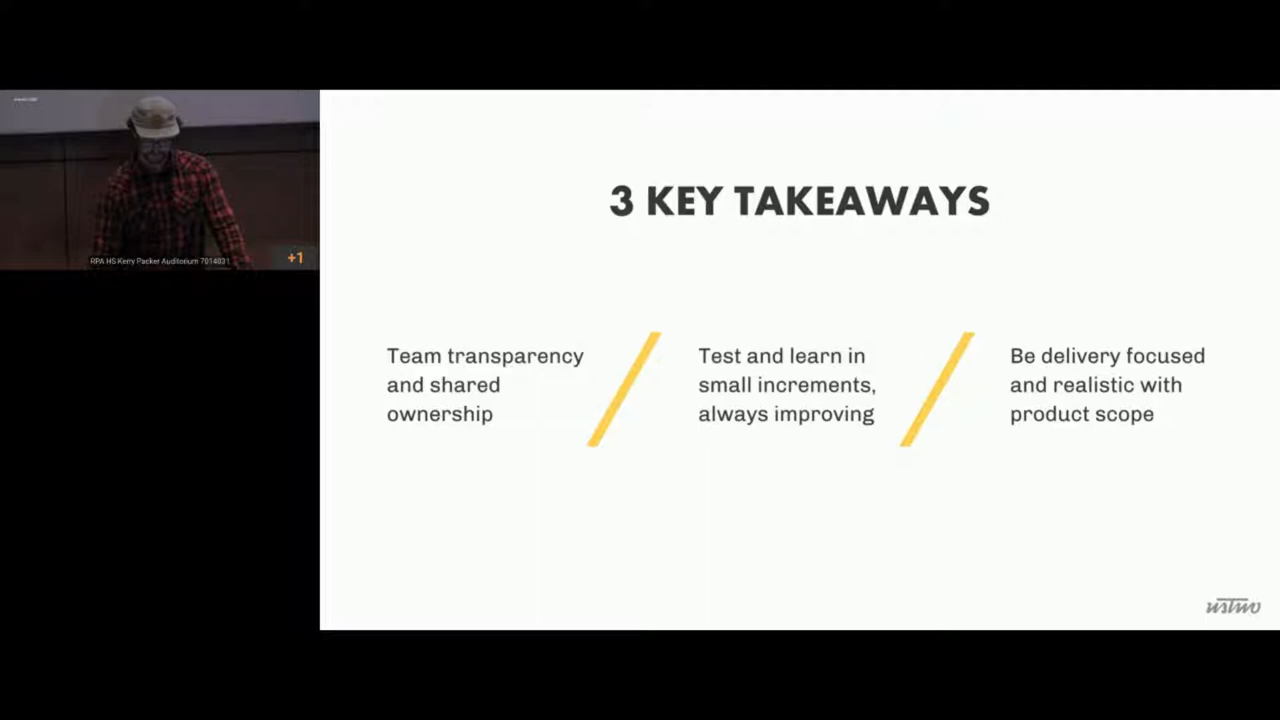 RPA HS Kerry Packer Auditorium 7014031
+1
3 KEY TAKEAWAYS
Team transparency
and shared
ownership
Test and learn in
small increments,
always improving
Be delivery focused
and realistic with
product scope
ustwo